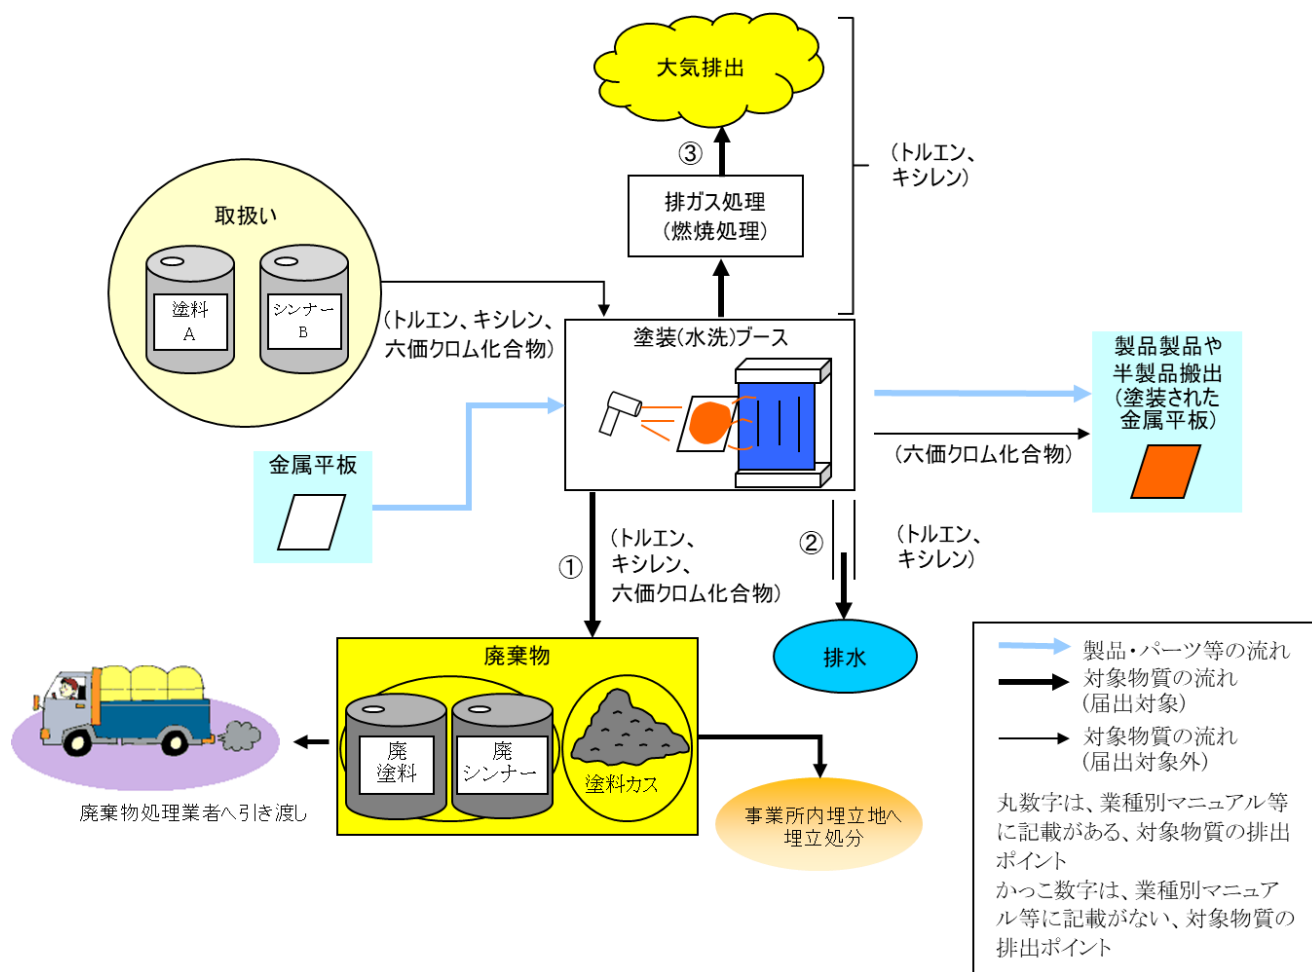 大気排出
③
(トルエン、
キシレン)
排ガス処理
(燃焼処理)
取扱い
塗料
A
シンナー
B
(トルエン、キシレン、
六価クロム化合物)
塗装(水洗)ブース
製品製品や
半製品搬出
(塗装された
金属平板)
(六価クロム化合物)
金属平板
①
(トルエン、
キシレン、
六価クロム化合物)
②
(トルエン、
キシレン)
排水
廃棄物
廃
塗料
廃
シンナー
塗料カス
廃棄物処理業者へ引き渡し
事業所内埋立地へ
埋立処分
製品・パーツ等の流れ
対象物質の流れ
(届出対象)
対象物質の流れ
(届出対象外)
丸数字は、業種別マニュアル等
に記載がある、対象物質の排出
ポイント
かっこ数字は、業種別マニュア
ル等に記載がない、対象物質の
排出ポイント